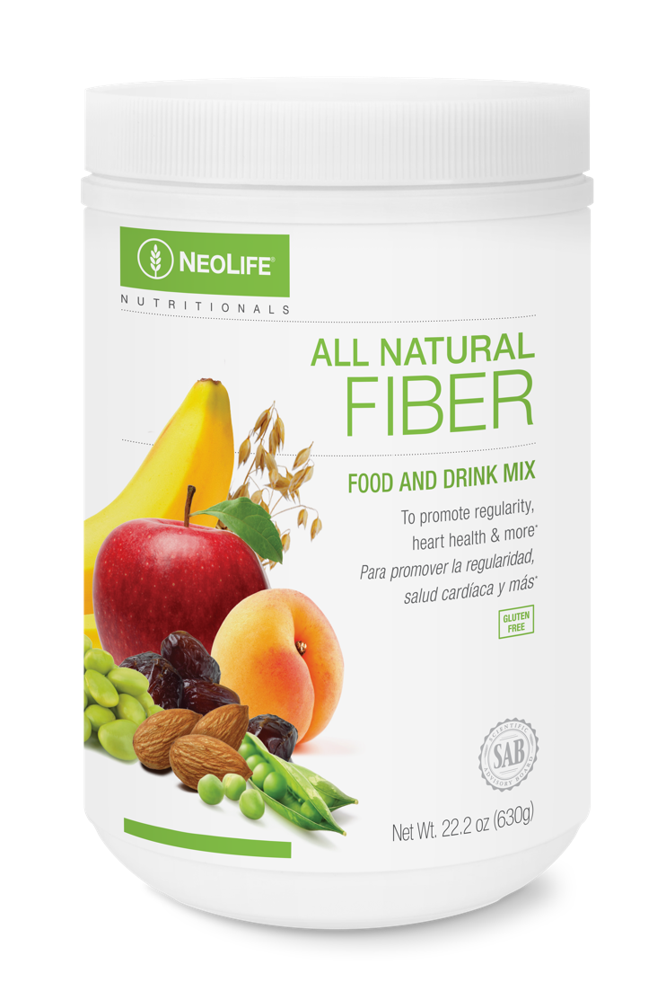 NEOLIFE®
NUTRITIONALS
ALL NATURAL
FIBER
FOOD AND DRINK MIX
To promote regularity,
heart health & more*
Para promover la regularidad,
salud cardíaca y más*
GLUTEN
FREE
SCIENTIFIC
SAB
ADVISORY BOARD
Net Wt. 22.2 oz (630g)